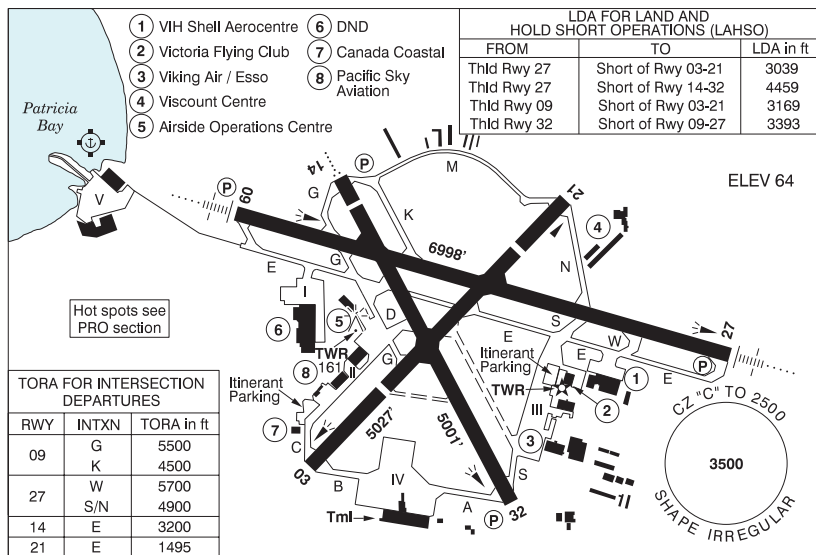 1 VIH Shell Aerocentre
2 Victoria Flying Club
3 Viking Air / Esso
4 Viscount Centre
5 Airside Operations Centre
6 DND
7 Canada Coastal
8 Pacific Sky Aviation
LDA FOR LAND AND
HOLD SHORT OPERATIONS (LAHSO)
FROM TO LDA in ft
Thld Rwy 27 Short of Rwy 03-21 3039
Thld Rwy 27 Short of Rwy 14-32 4459
Thld Rwy 09 Short of Rwy 03-21 3169
Thld Rwy 32 Short of Rwy 09-27 3393
Patricia
Bay
ELEV 64
V
P
09
14
P
G
M
K
21
4
N
6998'
E
G
I
Hot spots see
PRO section
6
5
D
TWR
161
8
II
G
E
S
W
27
P
E
E
Itinerant
Parking
TWR
1
2
III
3
Itinerant
Parking
7
C
03
5027'
5001'
B
IV
Tml
A
S
P
32
CZ "C" TO 2500
3500
SHAPE IRREGULAR
TORA FOR INTERSECTION
DEPARTURES
RWY INTXN TORA in ft
09 G 5500
K 4500
27 W 5700
S/N 4900
14 E 3200
21 E 1495